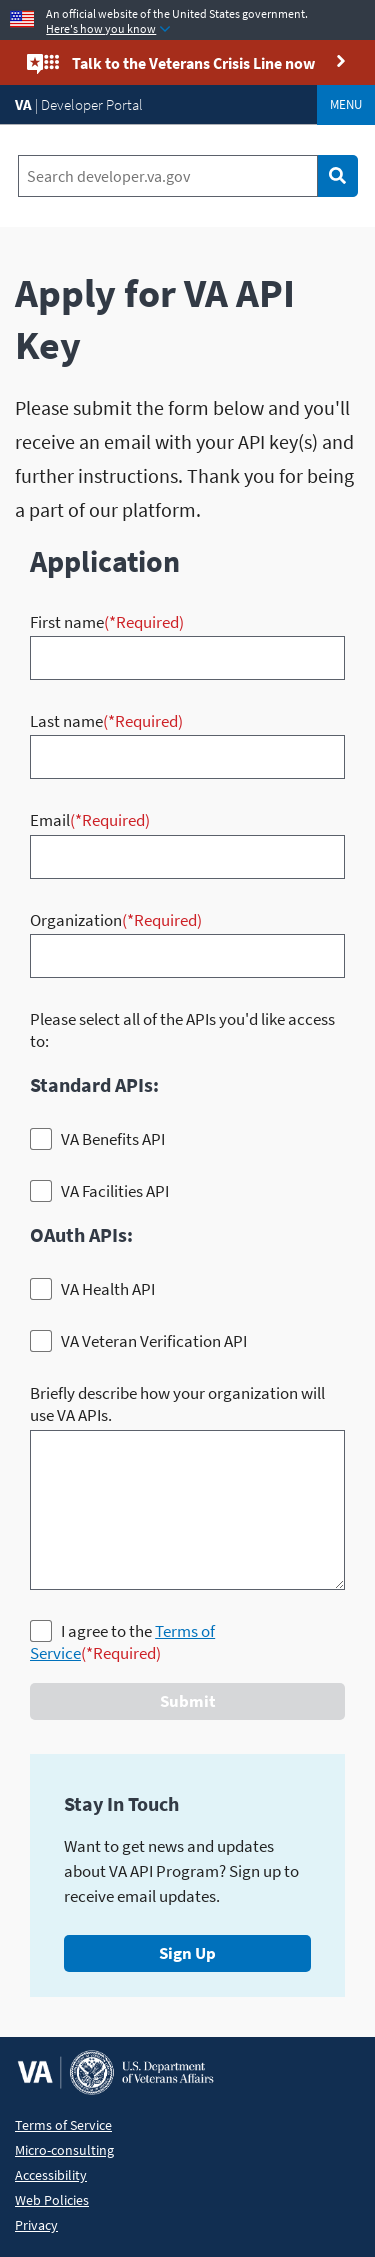 An official website of the United States government.
Here's how you know
Talk to the Veterans Crisis Line now
VA | Developer Portal
MENU
Search developer.va.gov
Apply for VA API
Key
Please submit the form below and you'll
receive an email with your API key(s) and
further instructions. Thank you for being
a part of our platform.
Application
First name(*Required)
Last name(*Required)
Email(*Required)
Organization(*Required)
Please select all of the APIs you'd like access
to:
Standard APIs:
VA Benefits API
VA Facilities API
OAuth APIs:
VA Health API
VA Veteran Verification API
Briefly describe how your organization will
use VA APIs.
I agree to the Terms of
Service(*Required)
Submit
Stay In Touch
Want to get news and updates
about VA API Program? Sign up to
receive email updates.
Sign Up
VA
U.S. Department
of Veterans Affairs
Terms of Service
Micro-consulting
Accessibility
Web Policies
Privacy